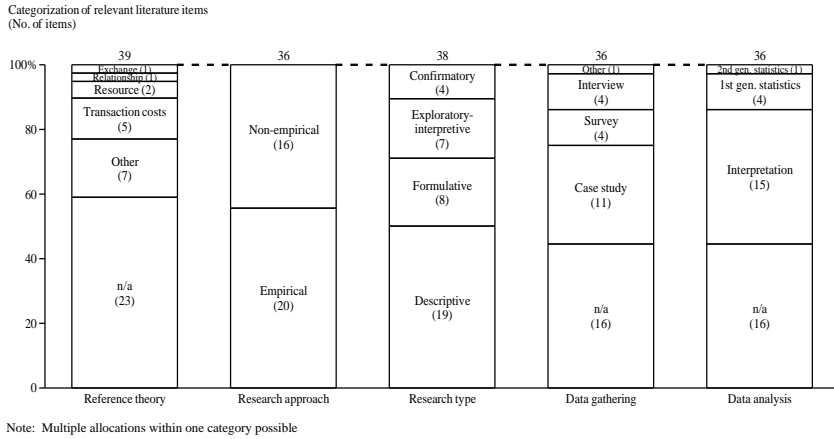 Categorization of relevant literature items
(No. of items)
39
36
38
36
36
100%
80
60
40
20
0
Exchange (1)
Relationship (1)
Resource (2)
Transaction costs
(5)
Other
(7)
n/a
(23)
Non-empirical
(16)
Empirical
(20)
Confirmatory
(4)
Exploratory-
interpretive
(7)
Formulative
(8)
Descriptive
(19)
Other (1)
Interview
(4)
Survey
(4)
Case study
(11)
n/a
(16)
2nd gen. statistics (1)
1st gen. statistics
(4)
Interpretation
(15)
n/a
(16)
Reference theory
Research approach
Research type
Data gathering
Data analysis
Note: Multiple allocations within one category possible